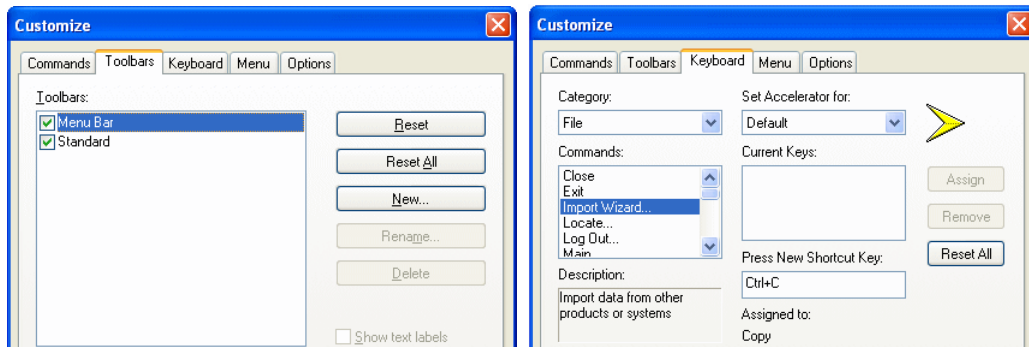 Customize
Commands Toolbars Keyboard Menu Options
Toolbars:
Menu Bar
Standard
Reset
Reset All
New...
Rename...
Delete
Show text labels
Customize
Commands Toolbars Keyboard Menu Options
Category:
File
Set Accelerator for:
Default
Commands:
Close
Exit
Import Wizard...
Locate...
Log Out...
Main
Current Keys:
Assign
Remove
Reset All
Description:
Import data from other
products or systems
Press New Shortcut Key:
Ctrl+C
Assigned to:
Copy